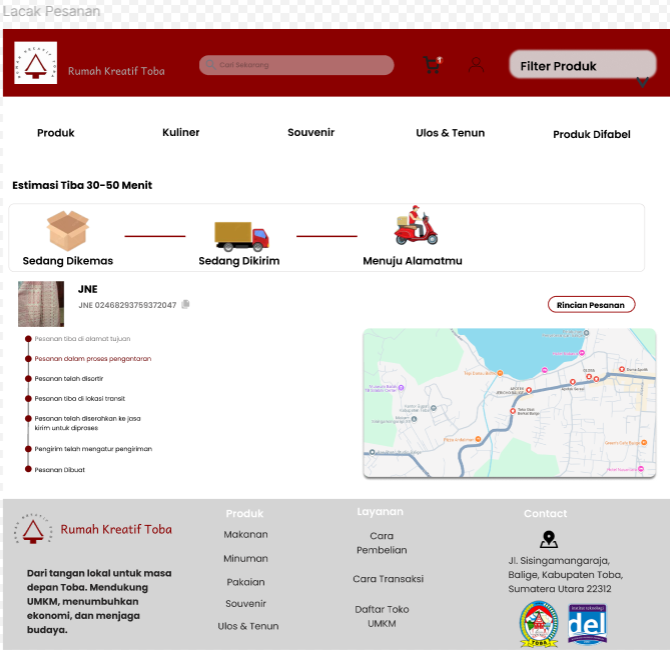 Lacak Pesanan
Rumah Kreatif Toba
Cari Sekarang
Filter Produk
Produk
Kuliner
Souvenir
Ulos & Tenun
Produk Difabel
Estimasi Tiba 30-50 Menit
Sedang Dikemas
Sedang Dikirim
Menuju Alamatmu
JNE
JNE 02468293759372047
Rincian Pesanan
Pesanan tiba di alamat tujuan
Pesanan dalam proses pengantaran
Pesanan telah disortir
Pesanan tiba di lokasi transit
Pesanan telah diserahkan ke jasa
kirim untuk diproses
Pengirim telah mengatur pengiriman
Pesanan Dibuat
Rumah Kreatif Toba
Dari tangan lokal untuk masa
depan Toba. Mendukung
UMKM, menumbuhkan
ekonomi, dan menjaga
budaya.
Produk
Makanan
Minuman
Pakaian
Souvenir
Ulos & Tenun
Layanan
Cara
Pembelian
Cara Transaksi
Daftar Toko
UMKM
Contact
Jl. Sisingamangaraja,
Balige, Kabupaten Toba,
Sumatera Utara 22312
TOBA
del